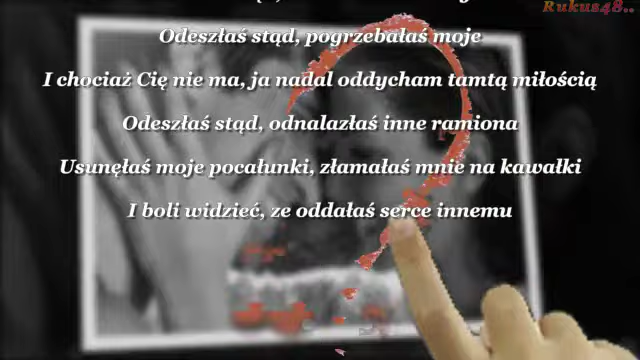 Rukus48..
Odeszłaś stąd, pogrzebałaś moje
I chociaż Cię nie ma, ja nadal oddycham tamtą miłością
Odeszłaś stąd, odnalazłaś inne ramiona
Usunęłaś moje pocałunki, złamałaś mnie na kawałki
I boli widzieć, ze oddałaś serce innemu